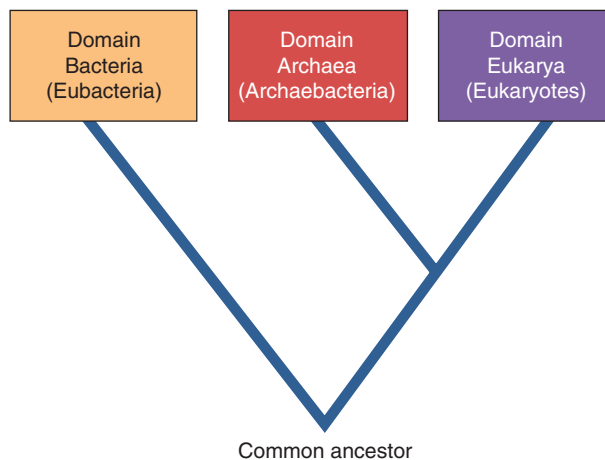 Domain
Bacteria
(Eubacteria)
Domain
Archaea
(Archaebacteria)
Domain
Eukarya
(Eukaryotes)
Common ancestor